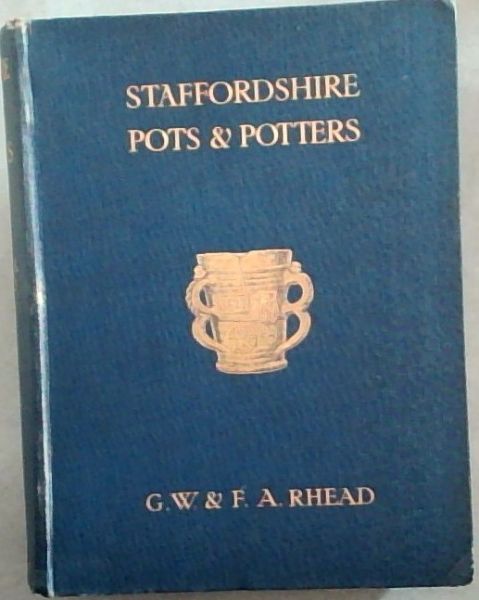 STAFFORDSHIRE
POTS & POTTERS
G. W. & F. A. RHEAD